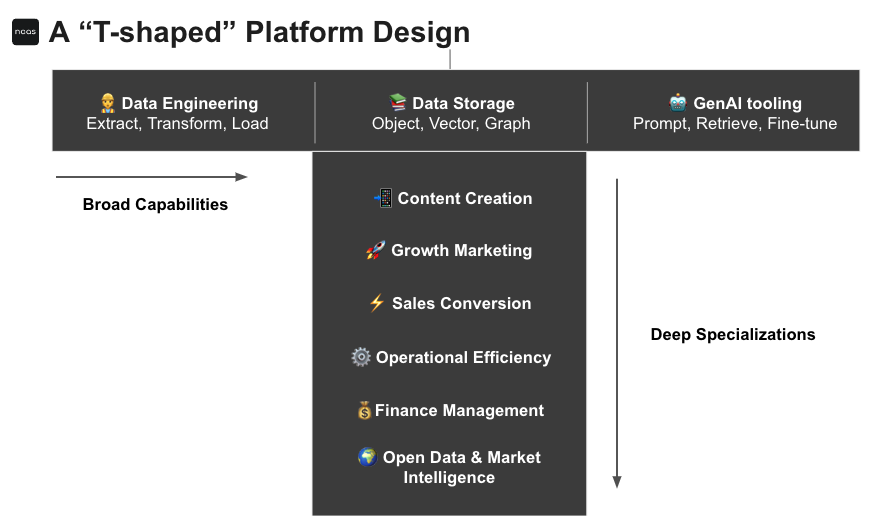 ncas
A “T-shaped” Platform Design
👷 Data Engineering
Extract, Transform, Load
📚 Data Storage
Object, Vector, Graph
🤖 GenAI tooling
Prompt, Retrieve, Fine-tune
Broad Capabilities
📲 Content Creation
🚀 Growth Marketing
⚡ Sales Conversion
⚙️ Operational Efficiency
💰Finance Management
🌍 Open Data & Market
Intelligence
Deep Specializations